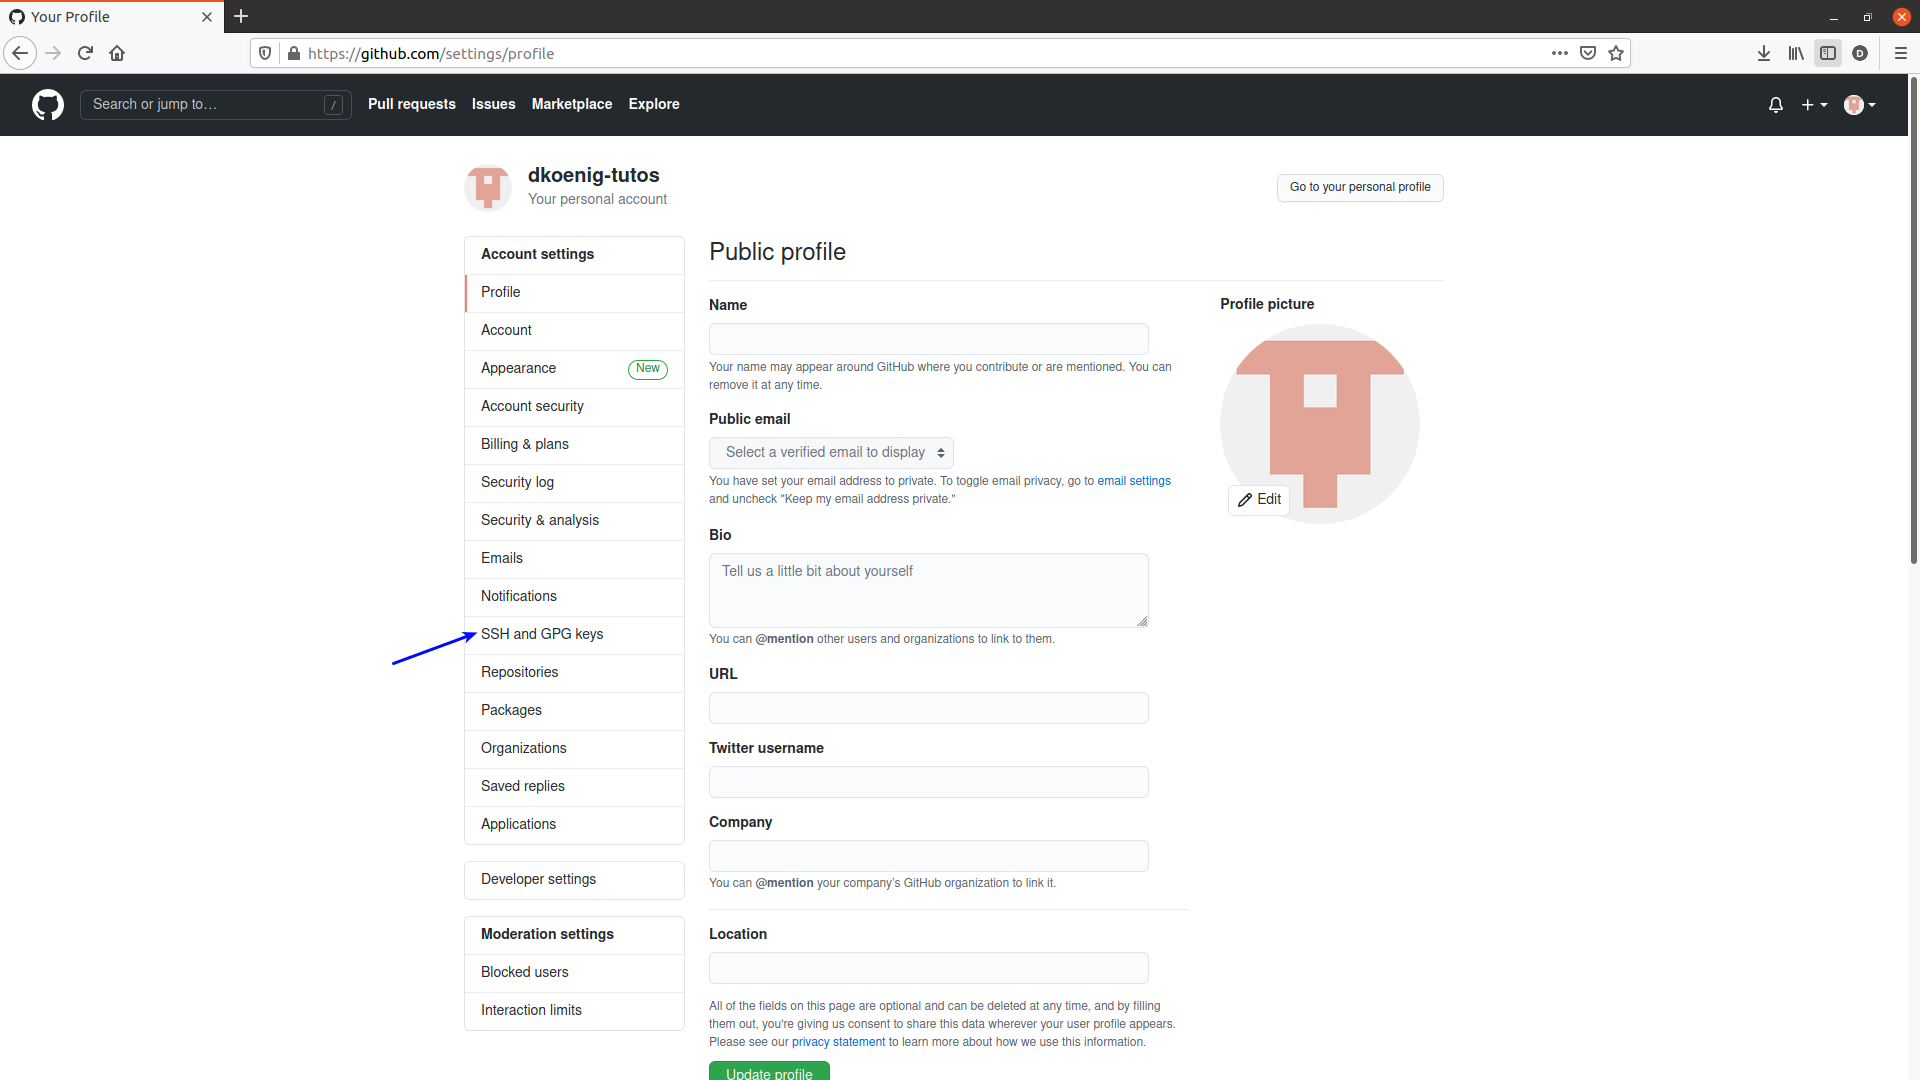 Your Profile
https://github.com/settings/profile
D
Search or jump to…
/
Pull requests
Issues
Marketplace
Explore
dkoenig-tutos
Your personal account
Go to your personal profile
Account settings
Profile
Account
Appearance
New
Account security
Billing & plans
Security log
Security & analysis
Emails
Notifications
SSH and GPG keys
Repositories
Packages
Organizations
Saved replies
Applications
Developer settings
Moderation settings
Blocked users
Interaction limits
Public profile
Name
Your name may appear around GitHub where you contribute or are mentioned. You can
remove it at any time.
Public email
Select a verified email to display
You have set your email address to private. To toggle email privacy, go to email settings
and uncheck "Keep my email address private."
Bio
Tell us a little bit about yourself
You can @mention other users and organizations to link to them.
URL
Twitter username
Company
You can @mention your company's GitHub organization to link it.
Location
All of the fields on this page are optional and can be deleted at any time, and by filling
them out, you're giving us consent to share this data wherever your user profile appears.
Please see our privacy statement to learn more about how we use this information.
Update profile
Profile picture
Edit